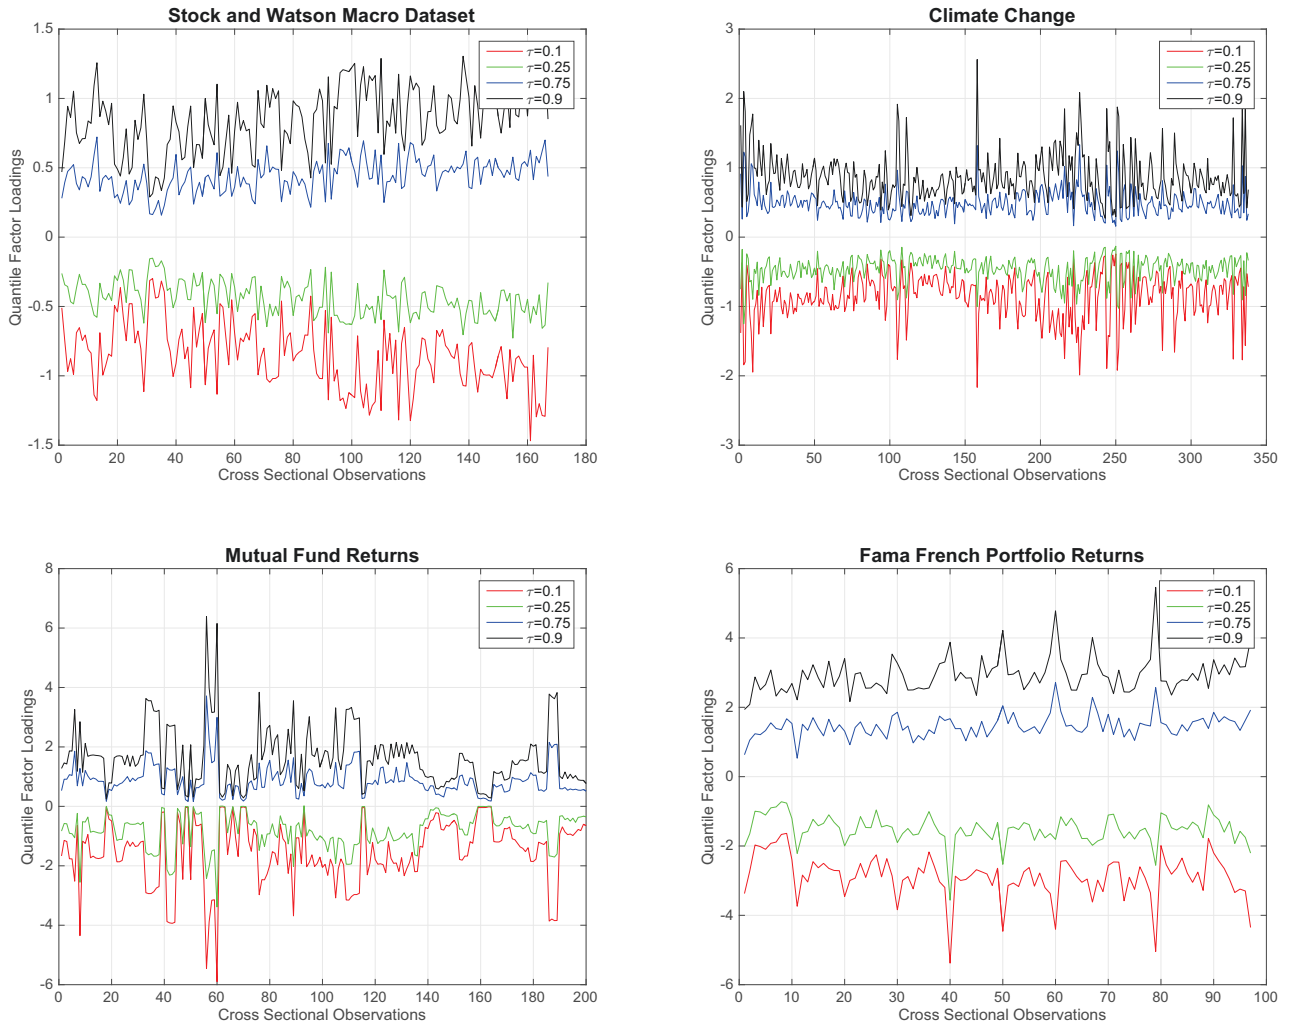 Stock and Watson Macro Dataset
1.5
1
0.5
0
-0.5
-1
-1.5
Quantile Factor Loadings
τ=0.1
τ=0.25
τ=0.75
τ=0.9
0 20 40 60 80 100 120 140 160 180
Cross Sectional Observations
Climate Change
3
2
1
0
-1
-2
-3
Quantile Factor Loadings
τ=0.1
τ=0.25
τ=0.75
τ=0.9
0 50 100 150 200 250 300 350
Cross Sectional Observations
Mutual Fund Returns
8
6
4
2
0
-2
-4
-6
Quantile Factor Loadings
τ=0.1
τ=0.25
τ=0.75
τ=0.9
0 20 40 60 80 100 120 140 160 180 200
Cross Sectional Observations
Fama French Portfolio Returns
6
4
2
0
-2
-4
-6
Quantile Factor Loadings
τ=0.1
τ=0.25
τ=0.75
τ=0.9
0 10 20 30 40 50 60 70 80 90 100
Cross Sectional Observations